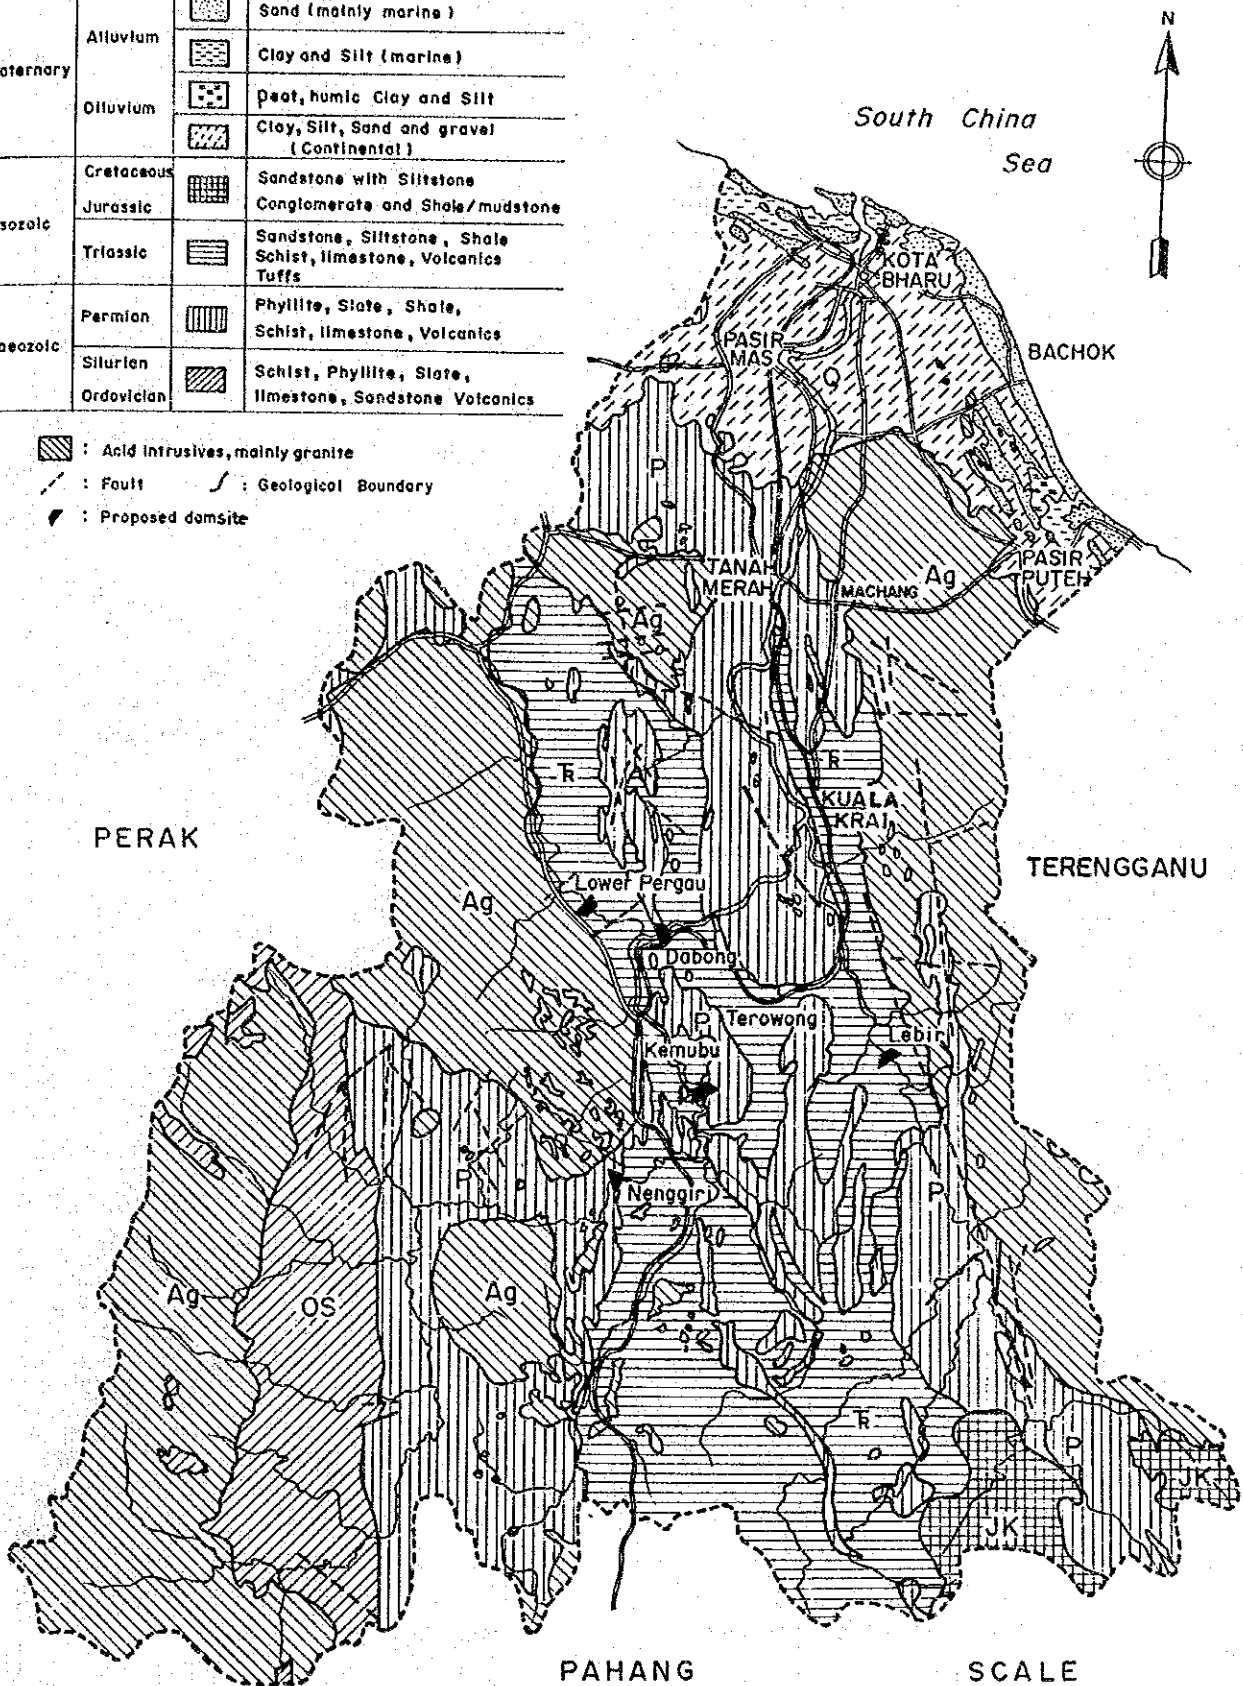 Sand (mainly marine)
Alluvium
Clay and Silt (marine)
aternary
Diluvium
Peat, humic Clay and Silt
Clay, Silt, Sand and gravel
(Continental)
Cretaceous
Jurassic
Sandstone with Siltstone
Conglomerate and Shale/mudstone
sozoic
Triassic
Sandstone, Siltstone, Shale
Schist, limestone, Volcanics
Tuffs
Permian
Phyllite, Slate, Shale,
Schist, limestone, Volcanics
aeozoic
Silurian
Ordovician
Schist, Phyllite, Slate,
limestone, Sandstone Volcanics
: Acid intrusives, mainly granite
: Fault
: Geological Boundary
: Proposed damsite
N
South China
Sea
KOTA
BHARU
PASIR
MAS
BACHOK
Q
P
TANAH
MERAH
MACHANG
Ag
PASIR
PUTEH
Ag
TR
TR
KUALA
KRAI
PERAK
TERENGGANU
Lower Pergau
Ag
Dabong
P
Terowong
Kemubu
Lebir
P
Nenggiri
P
Ag
OS
Ag
TR
P
JK
JK
PAHANG
SCALE